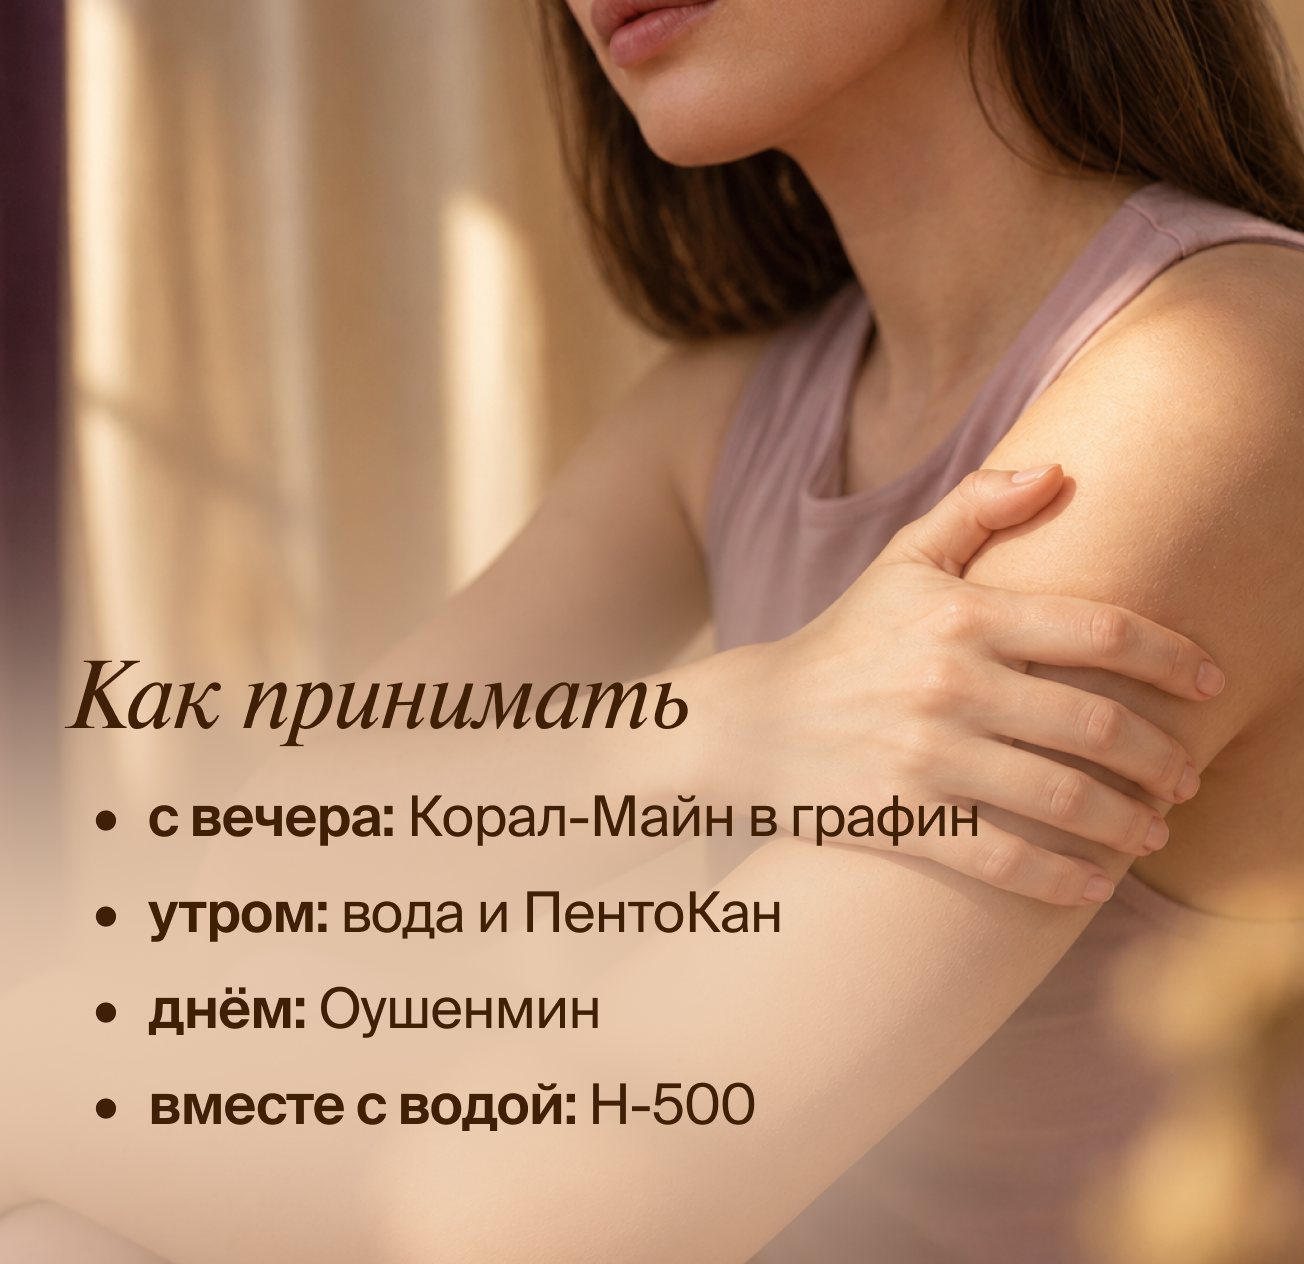 Как принимать
• с вечера: Корал-Майн в графин
• утром: вода и ПентоКан
• днём: Оушенмин
• вместе с водой: Н-500